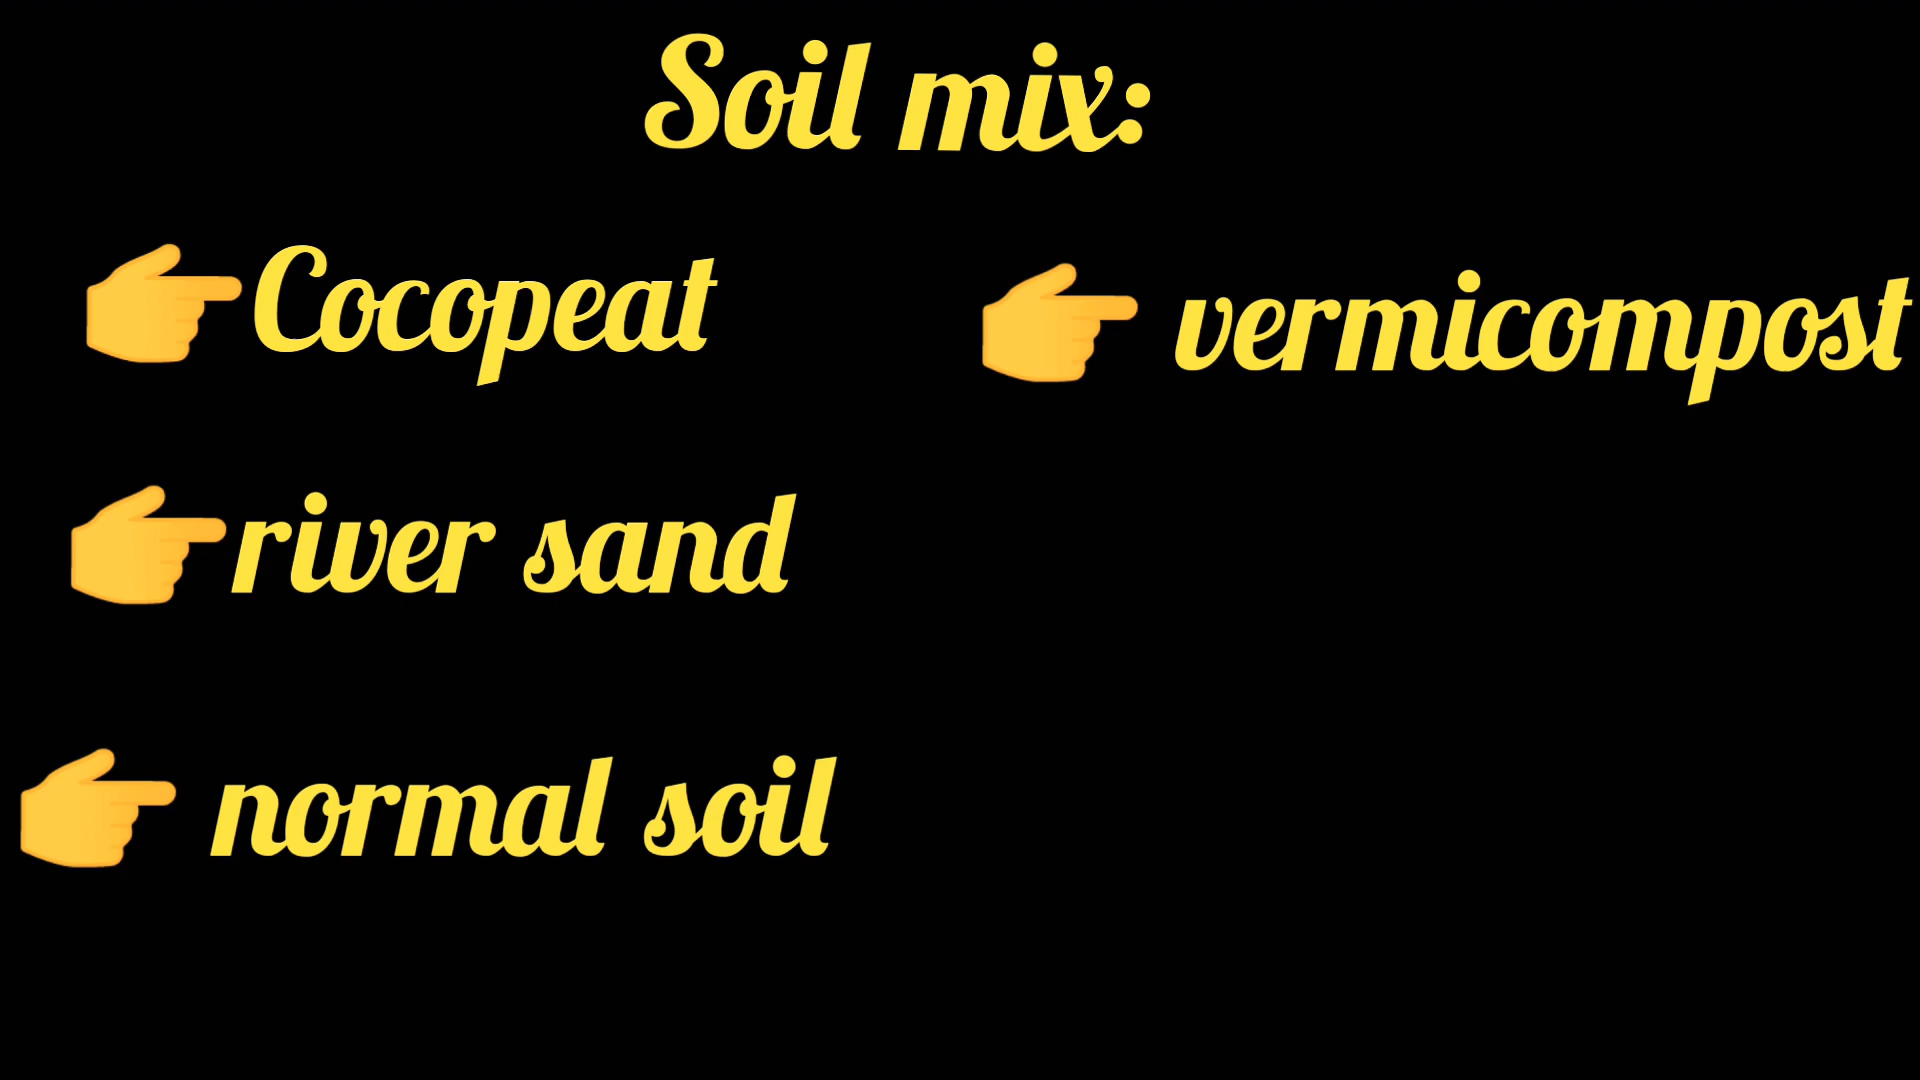 Soil mix:
👉Cocopeat
👉 vermicompost
👉river sand
👉 normal soil